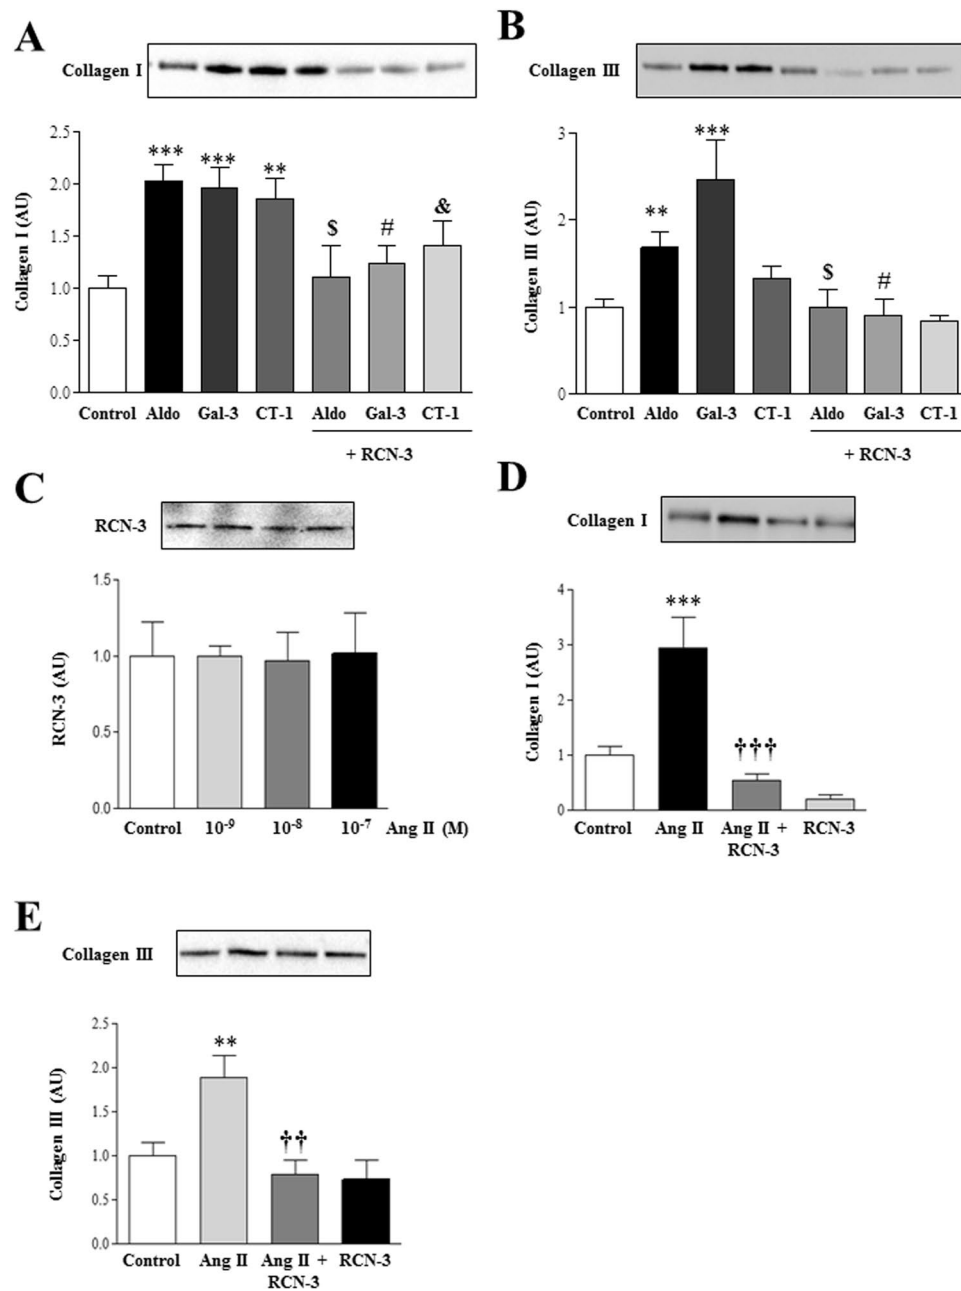 A
Collagen I
Collagen I (AU)
2.5
2.0
1.5
1.0
0.5
0.0
*** *** ** $ # &
Control Aldo Gal-3 CT-1 Aldo Gal-3 CT-1
+ RCN-3
B
Collagen III
Collagen III (AU)
3
2
1
0
** *** $ #
Control Aldo Gal-3 CT-1 Aldo Gal-3 CT-1
+ RCN-3
C
RCN-3
RCN-3 (AU)
1.5
1.0
0.5
0.0
Control 10⁻⁹ 10⁻⁸ 10⁻⁷ Ang II (M)
D
Collagen I
Collagen I (AU)
4
3
2
1
0
*** †††
Control Ang II Ang II + RCN-3
RCN-3
E
Collagen III
Collagen III (AU)
2.5
2.0
1.5
1.0
0.5
0.0
** ††
Control Ang II Ang II + RCN-3
RCN-3